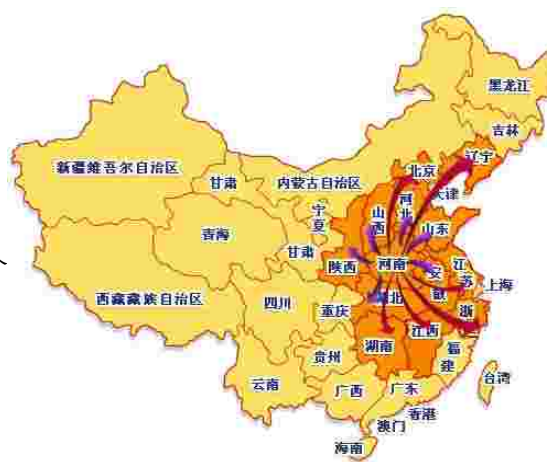 黑龙江
吉林
辽宁
新疆维吾尔自治区
甘肃
内蒙古自治区
北京
天津
河北
山西
宁夏
山东
青海
甘肃
陕西
河南
安徽
江苏
上海
西藏藏族自治区
四川
重庆
湖北
浙
湖南
江西
福建
贵州
云南
广西
广东
台湾
香港
澳门
海南